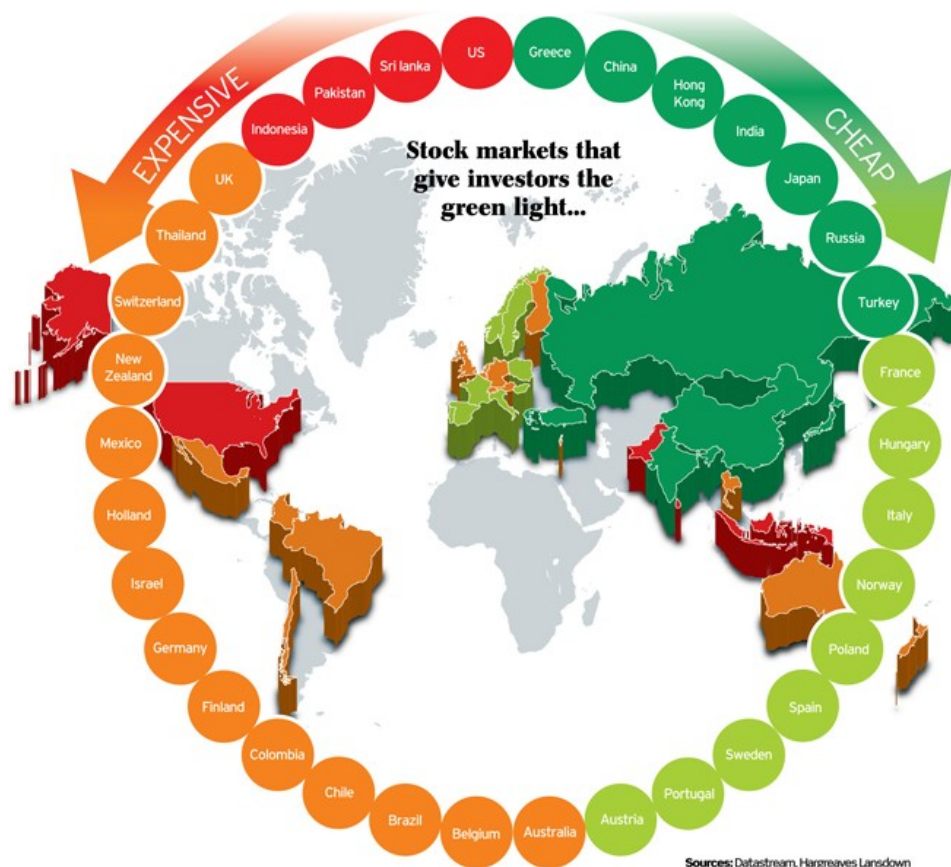 EXPENSIVE
CHEAP
Stock markets that
give investors the
green light...
US
Sri lanka
Pakistan
Indonesia
UK
Thailand
Switzerland
New
Zealand
Mexico
Holland
Israel
Germany
Finland
Colombia
Chile
Brazil
Belgium
Australia
Greece
China
Hong
Kong
India
Japan
Russia
Turkey
France
Hungary
Italy
Norway
Poland
Spain
Sweden
Portugal
Austria
Sources: Datastream, Hargreaves Lansdown